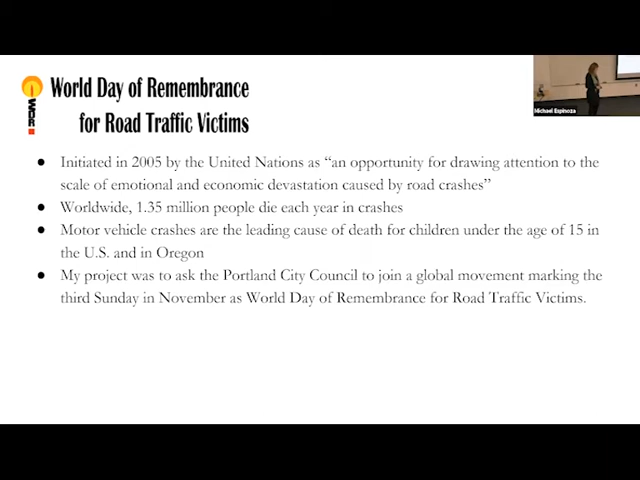 World Day of Remembrance
for Road Traffic Victims
WDR
Michael Espinoza
● Initiated in 2005 by the United Nations as “an opportunity for drawing attention to the
scale of emotional and economic devastation caused by road crashes”
● Worldwide, 1.35 million people die each year in crashes
● Motor vehicle crashes are the leading cause of death for children under the age of 15 in
the U.S. and in Oregon
● My project was to ask the Portland City Council to join a global movement marking the
third Sunday in November as World Day of Remembrance for Road Traffic Victims.